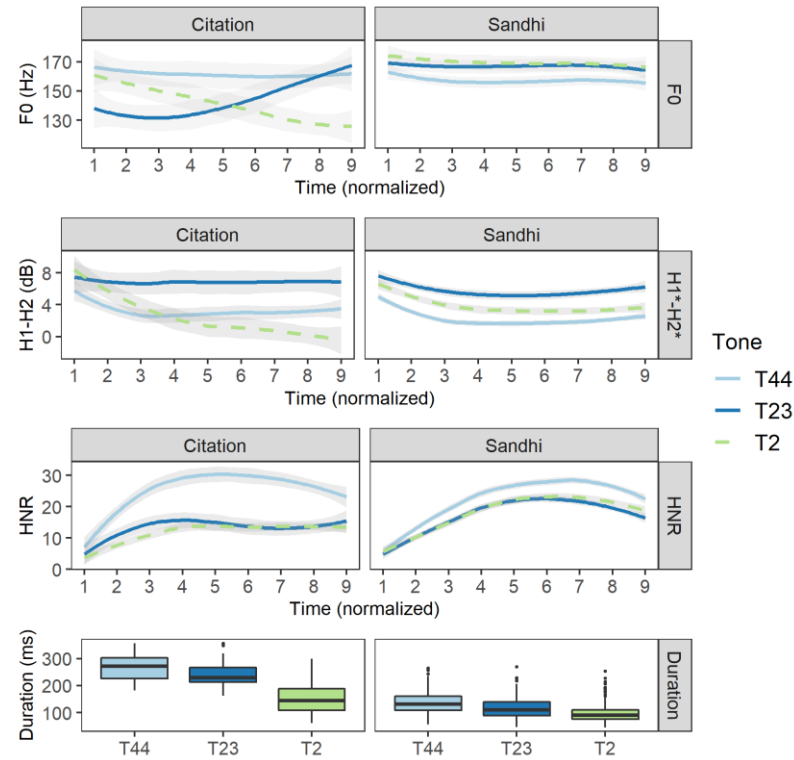 Citation Sandhi
F0 (Hz)
170
150
130
F0
1 2 3 4 5 6 7 8 9 1 2 3 4 5 6 7 8 9
Time (normalized)
Citation Sandhi
H1-H2 (dB)
8
4
0
H1*-H2*
1 2 3 4 5 6 7 8 9 1 2 3 4 5 6 7 8 9
Time (normalized)
Tone
T44
T23
T2
Citation Sandhi
HNR
30
20
10
0
HNR
1 2 3 4 5 6 7 8 9 1 2 3 4 5 6 7 8 9
Time (normalized)
Duration (ms)
300
200
100
Duration
T44 T23 T2 T44 T23 T2